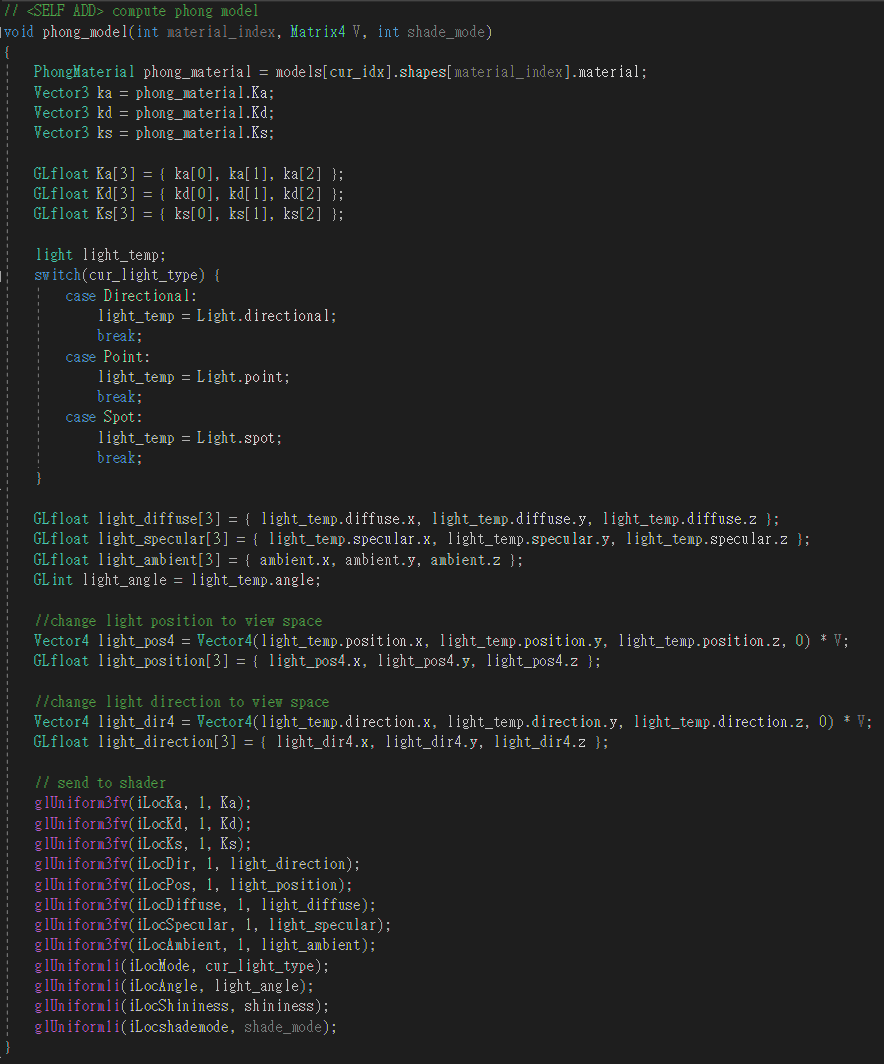 // <SELF ADD> compute phong model
void phong_model(int material_index, Matrix4 V, int shade_mode)
{
    PhongMaterial phong_material = models[cur_idx].shapes[material_index].material;
    Vector3 ka = phong_material.Ka;
    Vector3 kd = phong_material.Kd;
    Vector3 ks = phong_material.Ks;

    GLfloat Ka[3] = { ka[0], ka[1], ka[2] };
    GLfloat Kd[3] = { kd[0], kd[1], kd[2] };
    GLfloat Ks[3] = { ks[0], ks[1], ks[2] };

    light light_temp;
    switch(cur_light_type) {
        case Directional:
            light_temp = Light.directional;
            break;
        case Point:
            light_temp = Light.point;
            break;
        case Spot:
            light_temp = Light.spot;
            break;
    }

    GLfloat light_diffuse[3] = { light_temp.diffuse.x, light_temp.diffuse.y, light_temp.diffuse.z };
    GLfloat light_specular[3] = { light_temp.specular.x, light_temp.specular.y, light_temp.specular.z };
    GLfloat light_ambient[3] = { ambient.x, ambient.y, ambient.z };
    GLint light_angle = light_temp.angle;

    //change light position to view space
    Vector4 light_pos4 = Vector4(light_temp.position.x, light_temp.position.y, light_temp.position.z, 0) * V;
    GLfloat light_position[3] = { light_pos4.x, light_pos4.y, light_pos4.z };

    //change light direction to view space
    Vector4 light_dir4 = Vector4(light_temp.direction.x, light_temp.direction.y, light_temp.direction.z, 0) * V;
    GLfloat light_direction[3] = { light_dir4.x, light_dir4.y, light_dir4.z };

    // send to shader
    glUniform3fv(iLocKa, 1, Ka);
    glUniform3fv(iLocKd, 1, Kd);
    glUniform3fv(iLocKs, 1, Ks);
    glUniform3fv(iLocDir, 1, light_direction);
    glUniform3fv(iLocPos, 1, light_position);
    glUniform3fv(iLocDiffuse, 1, light_diffuse);
    glUniform3fv(iLocSpecular, 1, light_specular);
    glUniform3fv(iLocAmbient, 1, light_ambient);
    glUniform1i(iLocMode, cur_light_type);
    glUniform1i(iLocAngle, light_angle);
    glUniform1i(iLocShininess, shininess);
    glUniform1i(iLocshademode, shade_mode);
}